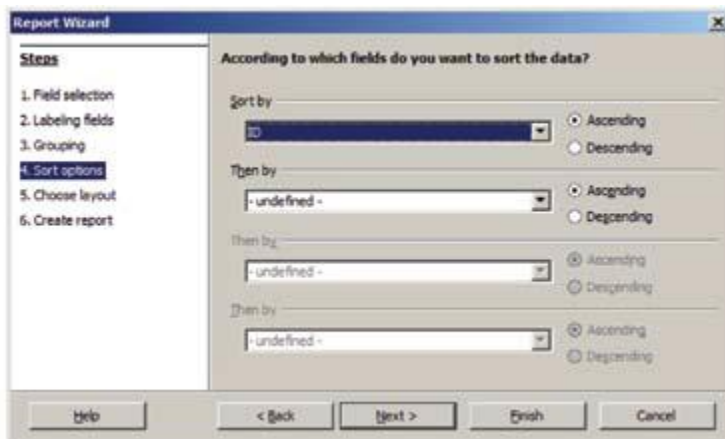 Report Wizard
Steps
1. Field selection
2. Labeling fields
3. Grouping
4. Sort options
5. Choose layout
6. Create report
According to which fields do you want to sort the data?
Sort by
ID
Ascending
Descending
Then by
- undefined -
Ascending
Descending
Then by
- undefined -
Ascending
Descending
Then by
- undefined -
Ascending
Descending
Help
< Back
Next >
Finish
Cancel